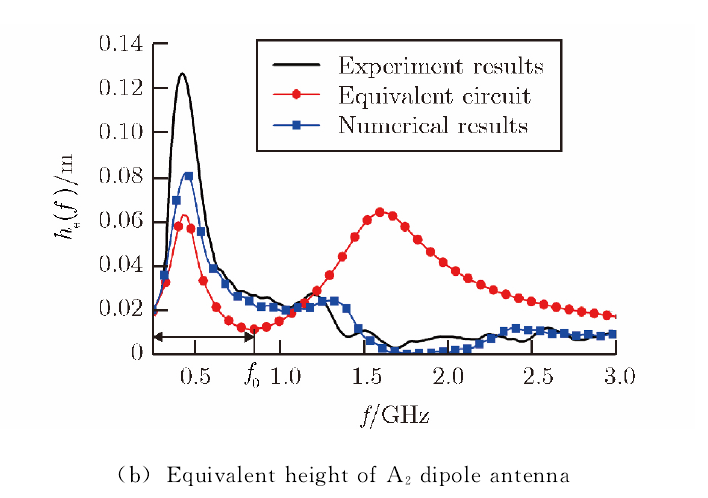 0.14
0.12
0.10
0.08
0.06
0.04
0.02
0
hₑ(f)/m
Experiment results
Equivalent circuit
Numerical results
0.5 f₀ 1.0 1.5 2.0 2.5 3.0
f/GHz
(b) Equivalent height of A₂ dipole antenna